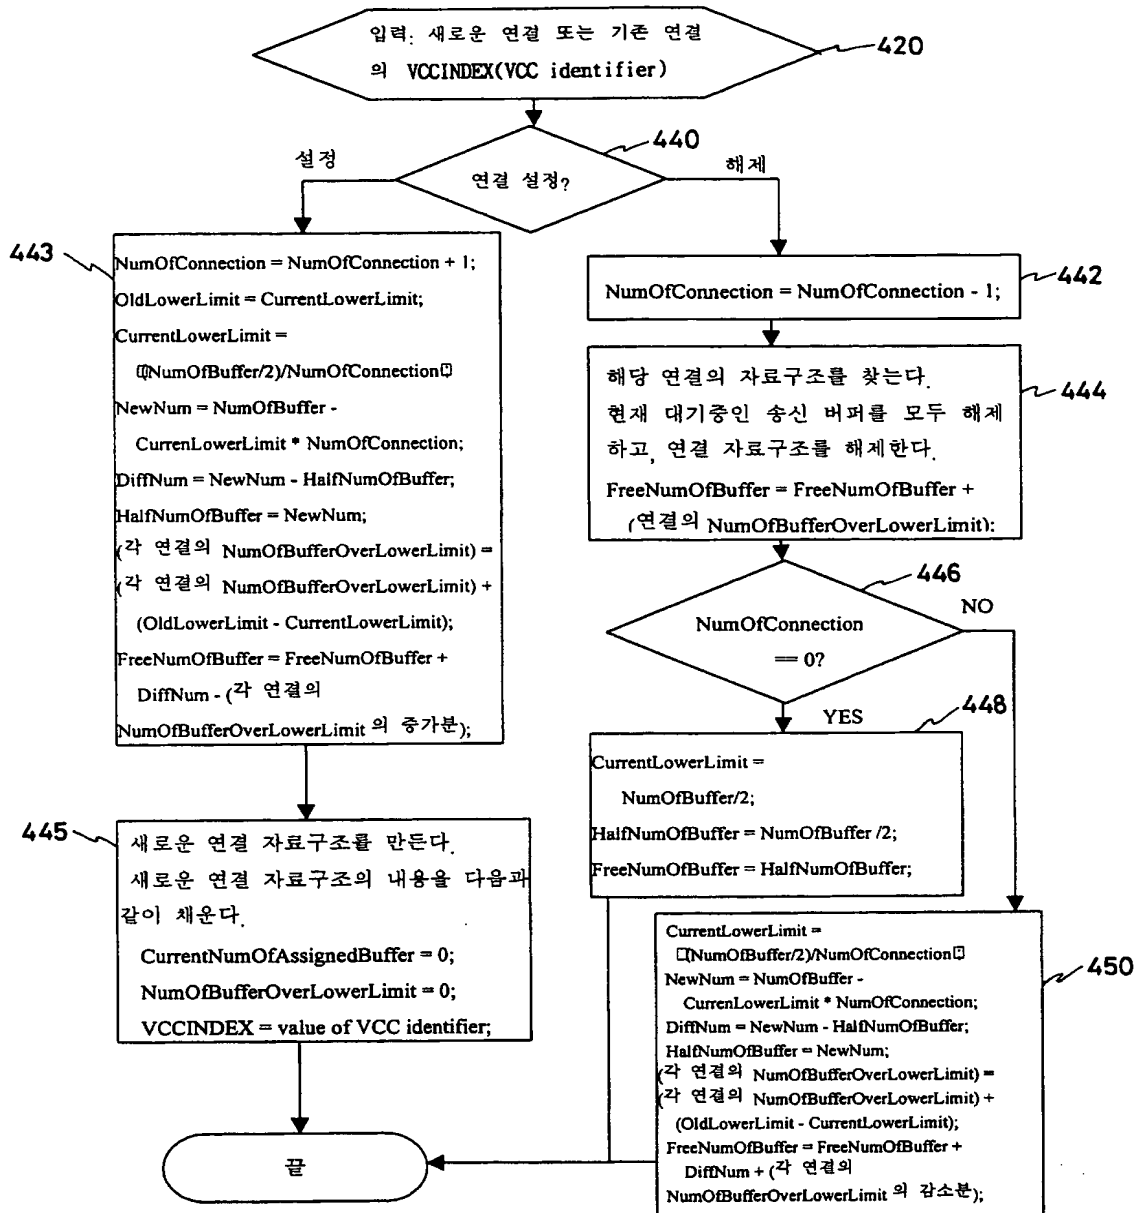 입력: 새로운 연결 또는 기존 연결
의 VCCINDEX(VCC identifier)
420
440
연결 설정?
설정
해제
443
NumOfConnection = NumOfConnection + 1;
OldLowerLimit = CurrentLowerLimit;
CurrentLowerLimit =
(NumOfBuffer/2)/NumOfConnection
NewNum = NumOfBuffer -
CurrenLowerLimit * NumOfConnection;
DiffNum = NewNum - HalfNumOfBuffer;
HalfNumOfBuffer = NewNum;
(각 연결의 NumOfBufferOverLowerLimit) =
(각 연결의 NumOfBufferOverLowerLimit) +
(OldLowerLimit - CurrentLowerLimit);
FreeNumOfBuffer = FreeNumOfBuffer +
DiffNum - (각 연결의
NumOfBufferOverLowerLimit 의 증가분);
445
새로운 연결 자료구조를 만든다.
새로운 연결 자료구조의 내용을 다음과
같이 채운다.
CurrentNumOfAssignedBuffer = 0;
NumOfBufferOverLowerLimit = 0;
VCCINDEX = value of VCC identifier;
끝
442
NumOfConnection = NumOfConnection - 1;
444
해당 연결의 자료구조를 찾는다.
현재 대기중인 송신 버퍼를 모두 해제
하고, 연결 자료구조를 해제한다.
FreeNumOfBuffer = FreeNumOfBuffer +
(연결의 NumOfBufferOverLowerLimit);
446
NumOfConnection
== 0?
NO
YES
448
CurrentLowerLimit =
NumOfBuffer/2;
HalfNumOfBuffer = NumOfBuffer /2;
FreeNumOfBuffer = HalfNumOfBuffer;
450
CurrentLowerLimit =
(NumOfBuffer/2)/NumOfConnection
NewNum = NumOfBuffer -
CurrenLowerLimit * NumOfConnection;
DiffNum = NewNum - HalfNumOfBuffer;
HalfNumOfBuffer = NewNum;
(각 연결의 NumOfBufferOverLowerLimit) =
(각 연결의 NumOfBufferOverLowerLimit) +
(OldLowerLimit - CurrentLowerLimit);
FreeNumOfBuffer = FreeNumOfBuffer +
DiffNum + (각 연결의
NumOfBufferOverLowerLimit 의 감소분);